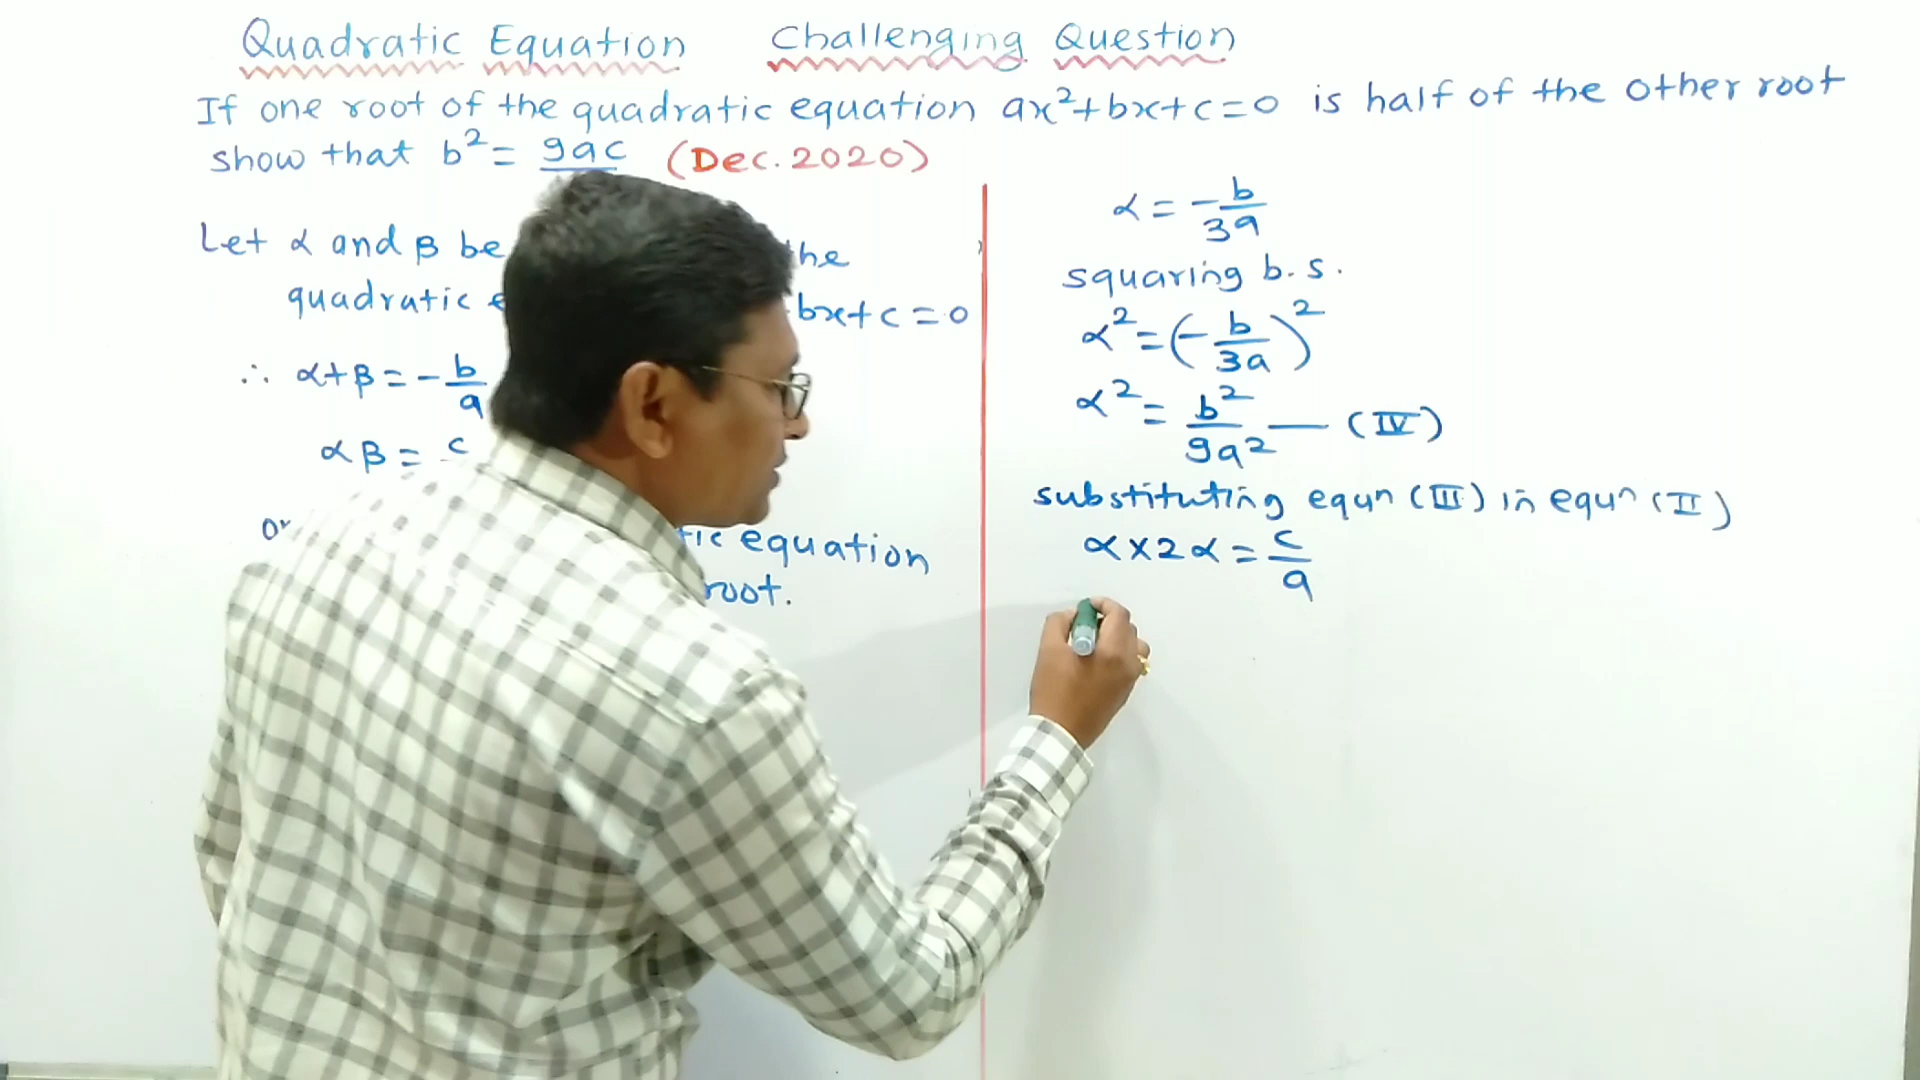 Quadratic Equation Challenging Question
If one root of the quadratic equation ax²+bx+c=0 is half of the other root
show that b² = 9ac (Dec. 2020)
Let α and β be
he
quadratic
bx+c=0
∴ α+β = -b/a
αβ = c
equation
root.
α = -b/3a
squaring b.s.
α² = (-b/3a)²
α² = b²/9a² — (IV)
substituting equn (III) in equn (II)
α×2α = c/a